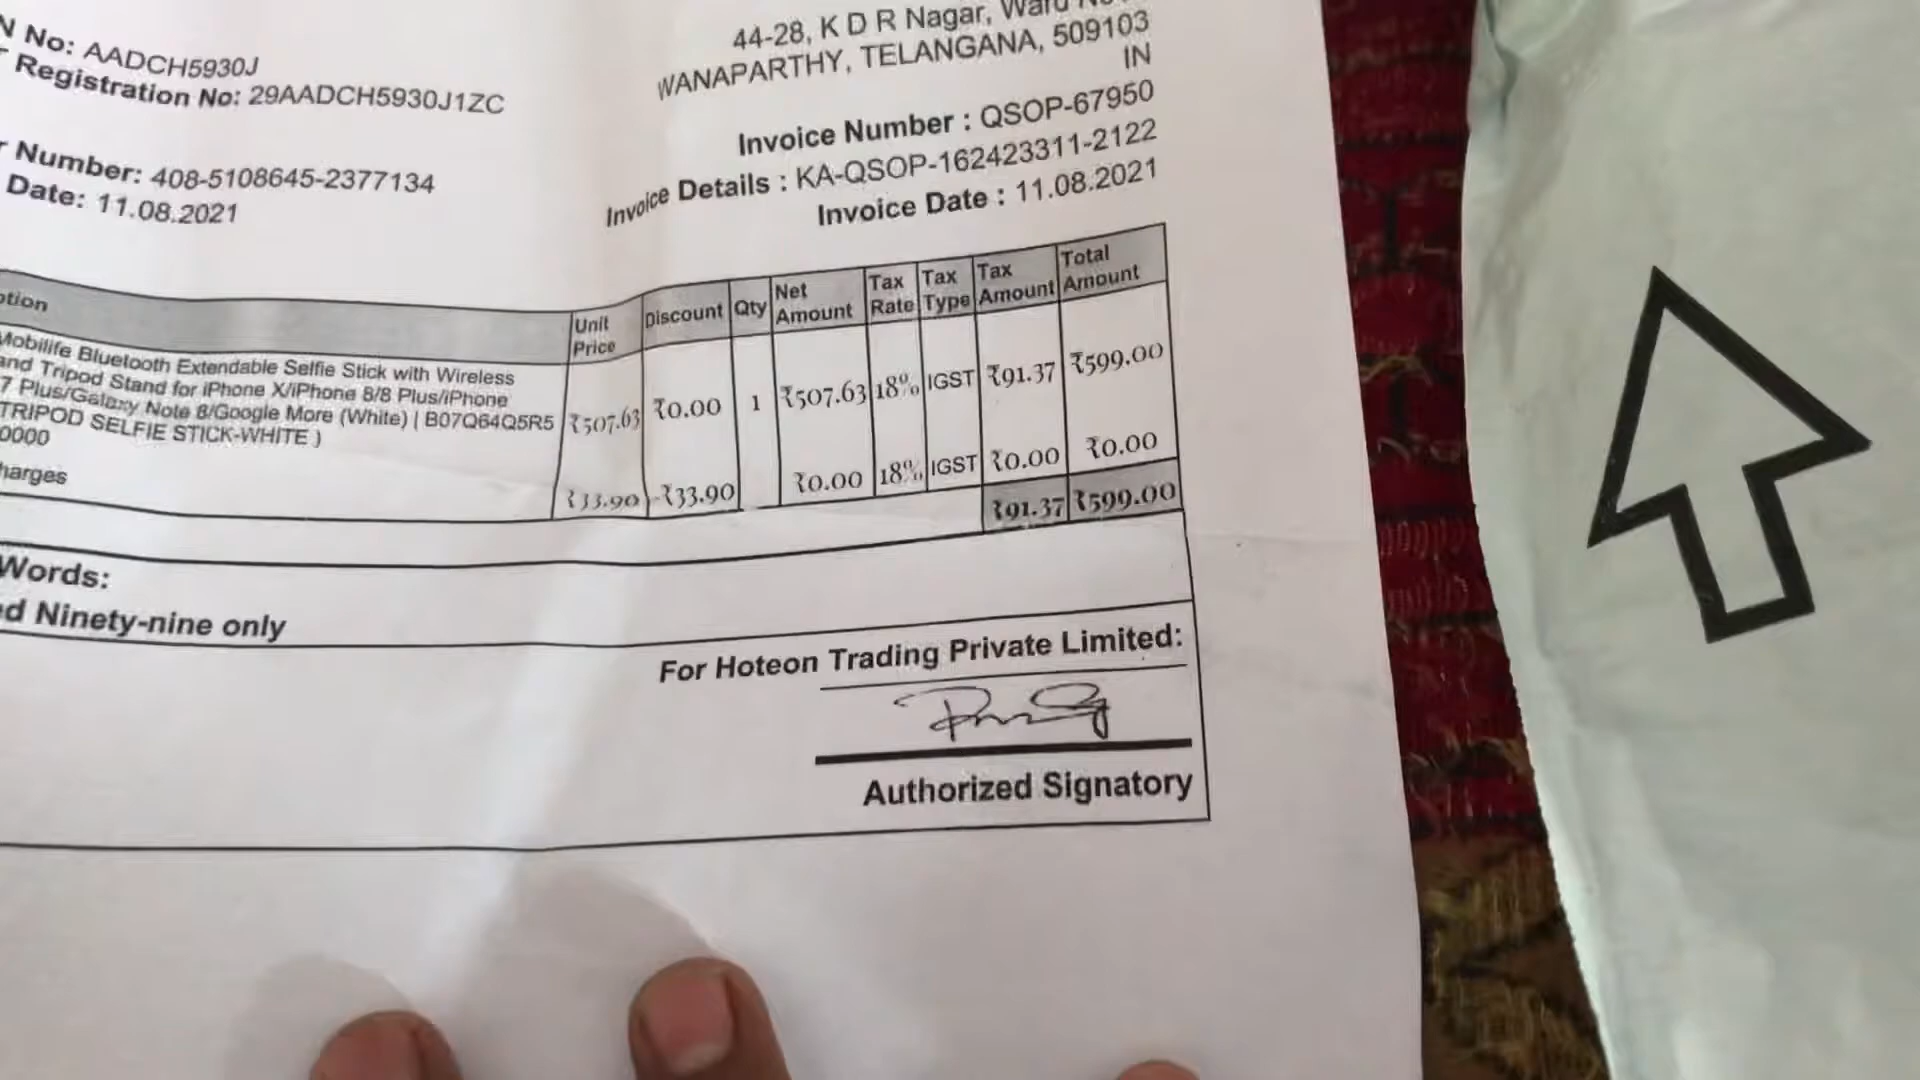 No: AADCH5930J
Registration No: 29AADCH5930J1ZC
Number: 408-5108645-2377134
Date: 11.08.2021
44-28, K D R Nagar,
WANAPARTHY, TELANGANA, 509103
IN
Invoice Number : QSOP-67950
Invoice Details : KA-QSOP-162423311-2122
Invoice Date : 11.08.2021
Unit Price Discount Qty Net Amount Tax Rate Tax Type Tax Amount Total Amount
Mobilife Bluetooth Extendable Selfie Stick with Wireless
and Tripod Stand for iPhone X/iPhone 8/8 Plus/iPhone
7 Plus/Galaxy Note 8/Google More (White) | B07Q64Q5R5
TRIPOD SELFIE STICK-WHITE )
0000
₹507.63 ₹0.00 1 ₹507.63 18% IGST ₹91.37 ₹599.00
₹33.90 -₹33.90 ₹0.00 18% IGST ₹0.00 ₹0.00
₹91.37 ₹599.00
Words:
Ninety-nine only
For Hoteon Trading Private Limited:
Authorized Signatory